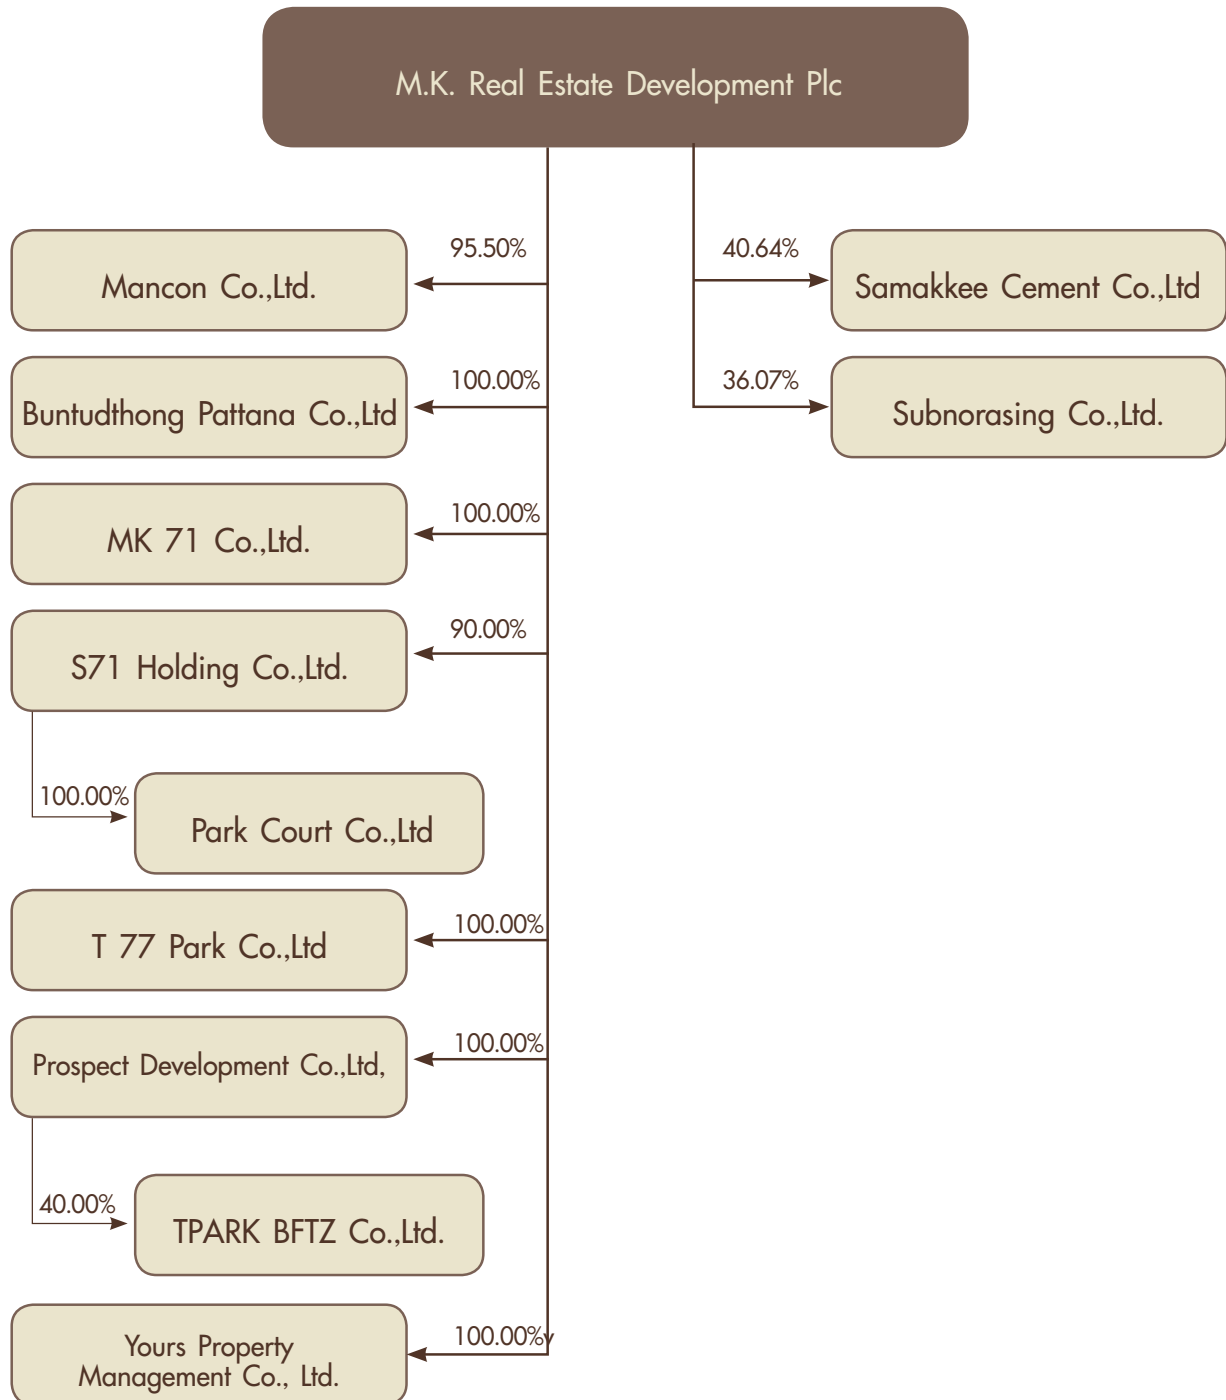 M.K. Real Estate Development Plc
95.50%
Mancon Co.,Ltd.
40.64%
Samakkee Cement Co.,Ltd
100.00%
Buntudthong Pattana Co.,Ltd
36.07%
Subnorasing Co.,Ltd.
100.00%
MK 71 Co.,Ltd.
90.00%
S71 Holding Co.,Ltd.
100.00%
Park Court Co.,Ltd
100.00%
T 77 Park Co.,Ltd
100.00%
Prospect Development Co.,Ltd,
40.00%
TPARK BFTZ Co.,Ltd.
100.00%y
Yours Property
Management Co., Ltd.